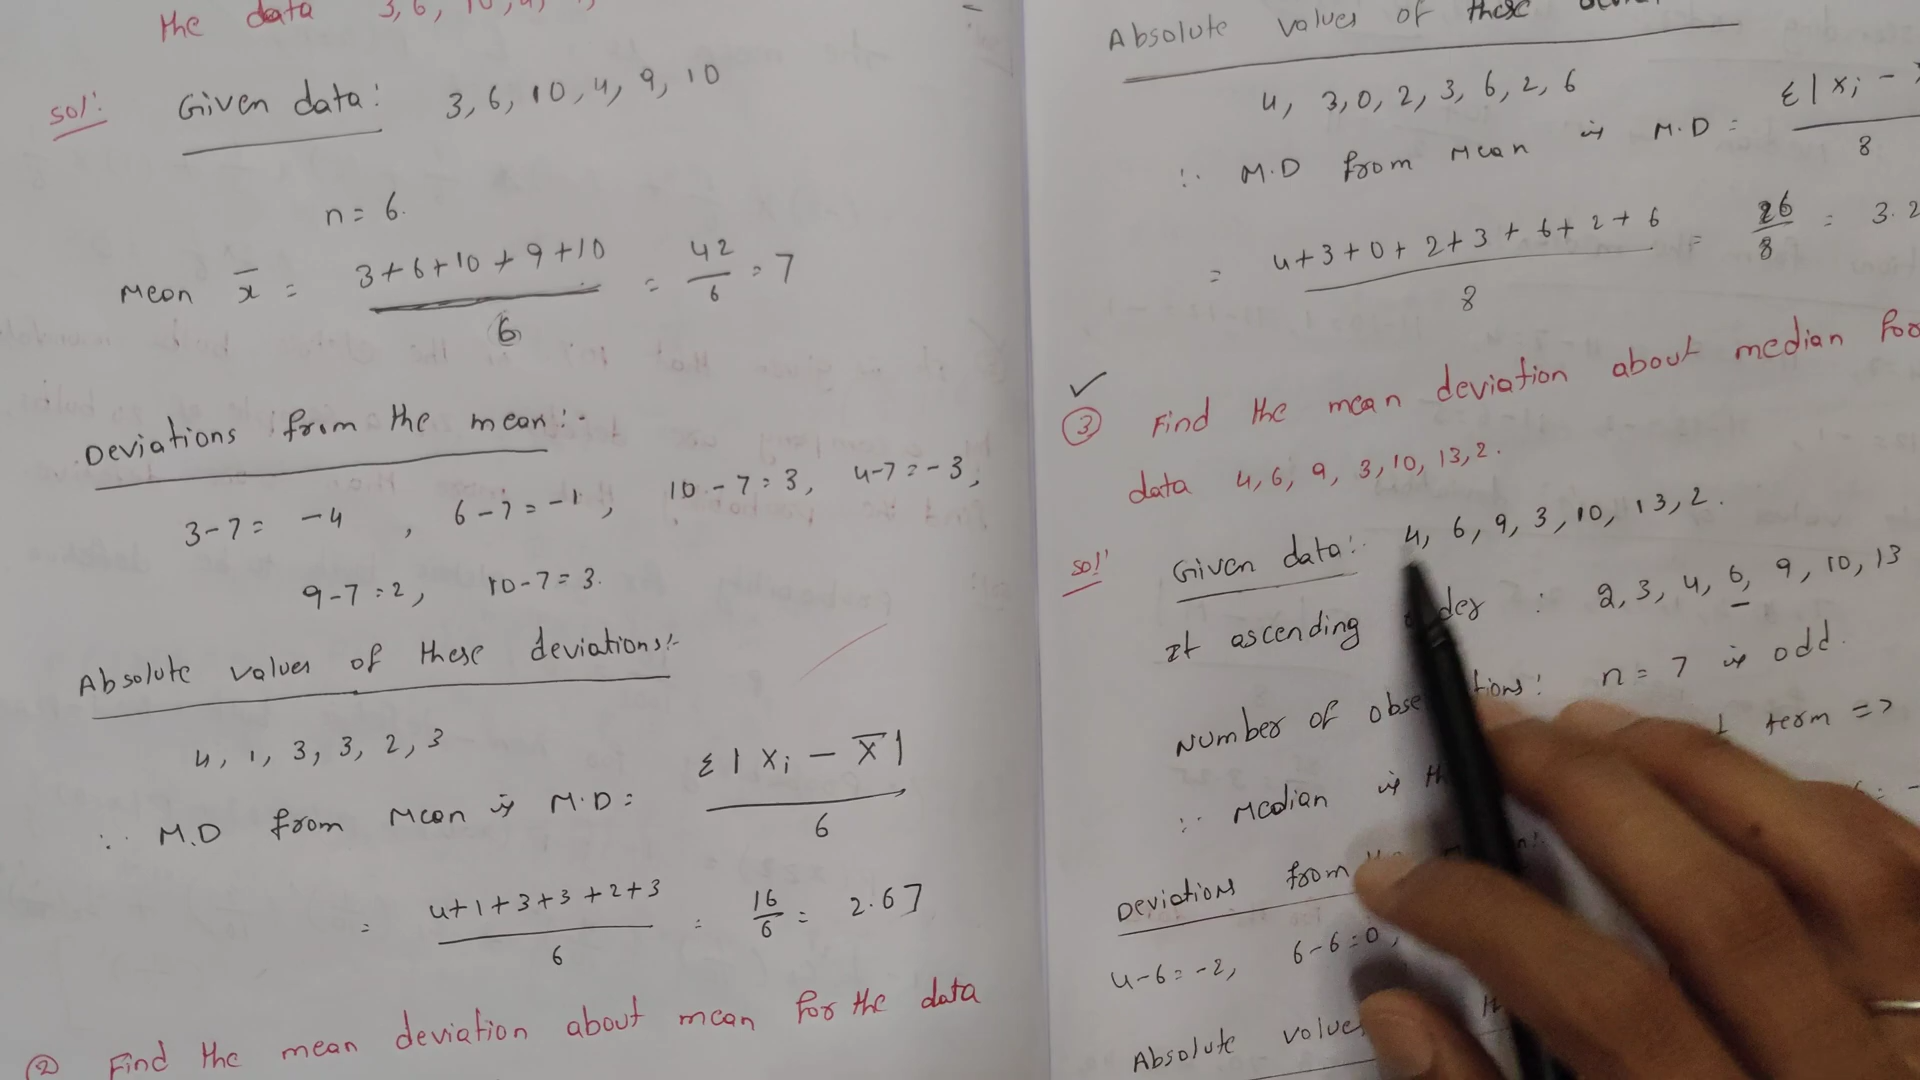 the data 3, 6, 10, 4,
Sol: Given data: 3, 6, 10, 4, 9, 10
n = 6.
Mean x̄ = 3+6+10+9+10 / 6 = 42/6 = 7
Deviations from the mean:-
3-7 = -4 , 6-7 = -1, 10-7 = 3, 4-7 = -3,
9-7 = 2, 10-7 = 3.
Absolute values of these deviations:-
4, 1, 3, 3, 2, 3
∴ M.D from Mean is M.D = Σ|xi - x̄| / 6
= 4+1+3+3+2+3 / 6 = 16/6 = 2.67
② Find the mean deviation about mean for the data
Absolute values of these
4, 3, 0, 2, 3, 6, 2, 6
∴ M.D from Mean is M.D = Σ|xi - / 8
= 4+3+0+2+3+6+2+6 / 8 = 26/8 = 3.2
✓
③ Find the mean deviation about median for
data 4, 6, 9, 3, 10, 13, 2.
Sol: Given data: 4, 6, 9, 3, 10, 13, 2.
It ascending : 2, 3, 4, 6, 9, 10, 13
Number of n = 7 is odd.
∴ Median is term =>
Deviations from
4-6 = -2, 6-6 = 0,
Absolute